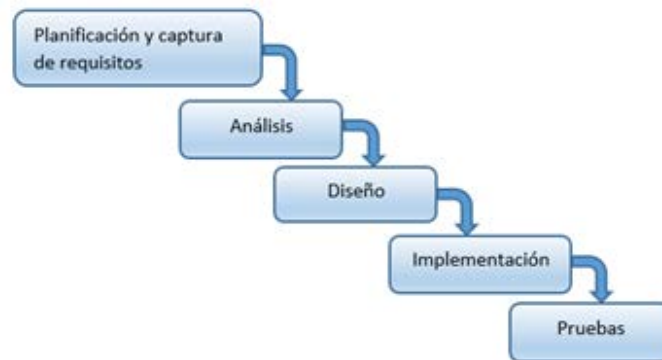 Planificación y captura
de requisitos
Análisis
Diseño
Implementación
Pruebas